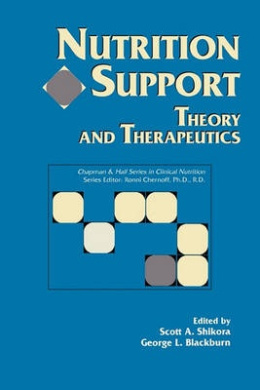 NUTRITION
SUPPORT
THEORY
AND THERAPEUTICS
Chapman & Hall Series in Clinical Nutrition
Series Editor: Ronni Chernoff, Ph.D., R.D.
Edited by
Scott A. Shikora
George L. Blackburn